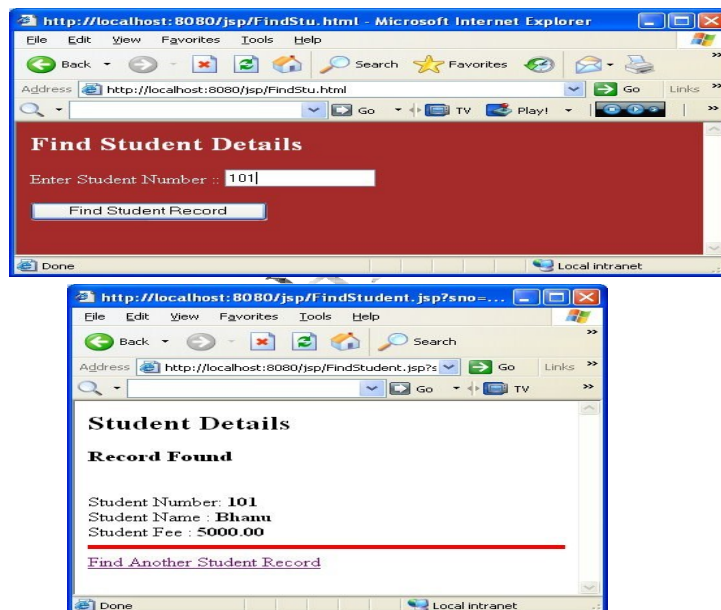 http://localhost:8080/jsp/FindStu.html - Microsoft Internet Explorer
File Edit View Favorites Tools Help
Back Search Favorites »
Address http://localhost:8080/jsp/FindStu.html Go Links »
Go TV Play! »
Find Student Details
Enter Student Number :: 101
Find Student Record
Done Local intranet
http://localhost:8080/jsp/FindStudent.jsp?sno=...
File Edit View Favorites Tools Help
Back Search »
Address http://localhost:8080/jsp/FindStudent.jsp?s Go Links »
Go TV »
Student Details
Record Found
Student Number: 101
Student Name : Bhanu
Student Fee : 5000.00
Find Another Student Record
Done Local intranet